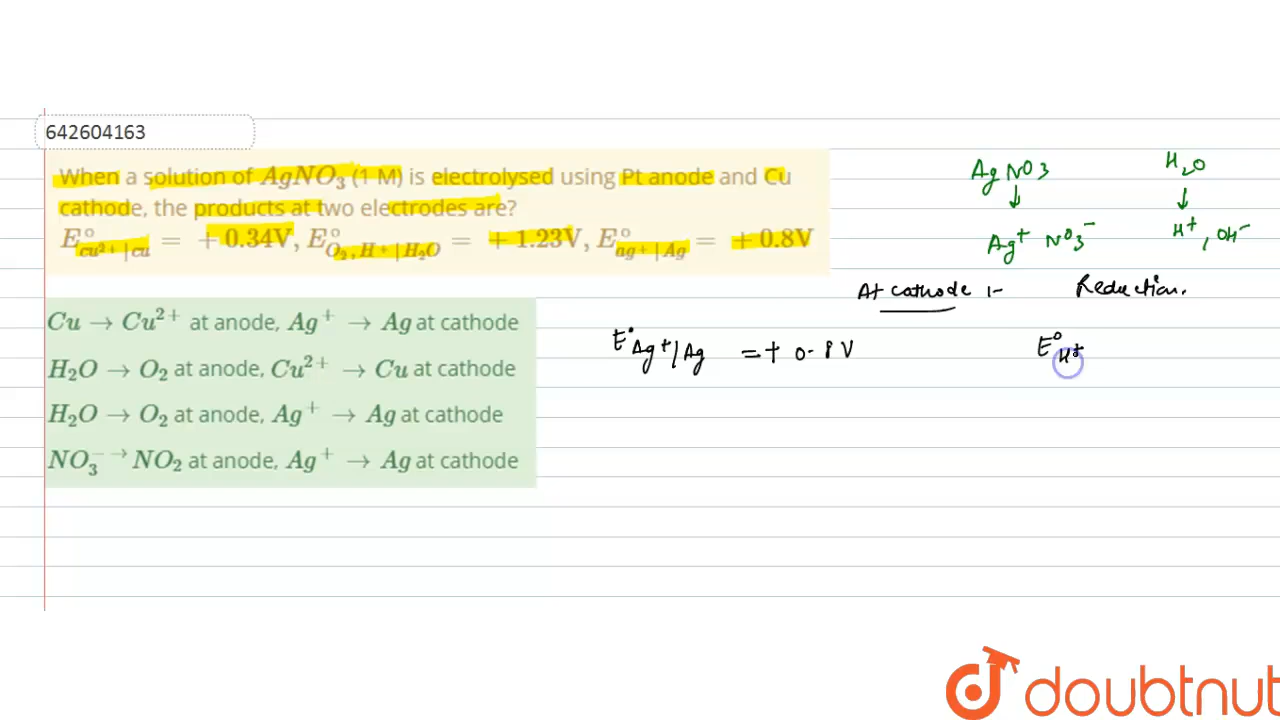 642604163
When a solution of AgNO₃ (1 M) is electrolysed using Pt anode and Cu
cathode, the products at two electrodes are?
E°cu²⁺|cu = +0.34V, E°O₂,H⁺|H₂O = +1.23V, E°ag⁺|Ag = +0.8V
Cu → Cu²⁺ at anode, Ag⁺ → Ag at cathode
H₂O → O₂ at anode, Cu²⁺ → Cu at cathode
H₂O → O₂ at anode, Ag⁺ → Ag at cathode
NO₃⁻ → NO₂ at anode, Ag⁺ → Ag at cathode
AgNO3 H₂O
↓ ↓
Ag⁺ NO3⁻ H⁺, OH⁻
At cathode :- Reduction.
E°Ag⁺/Ag = + 0.8V E°H⁺
doubtnut